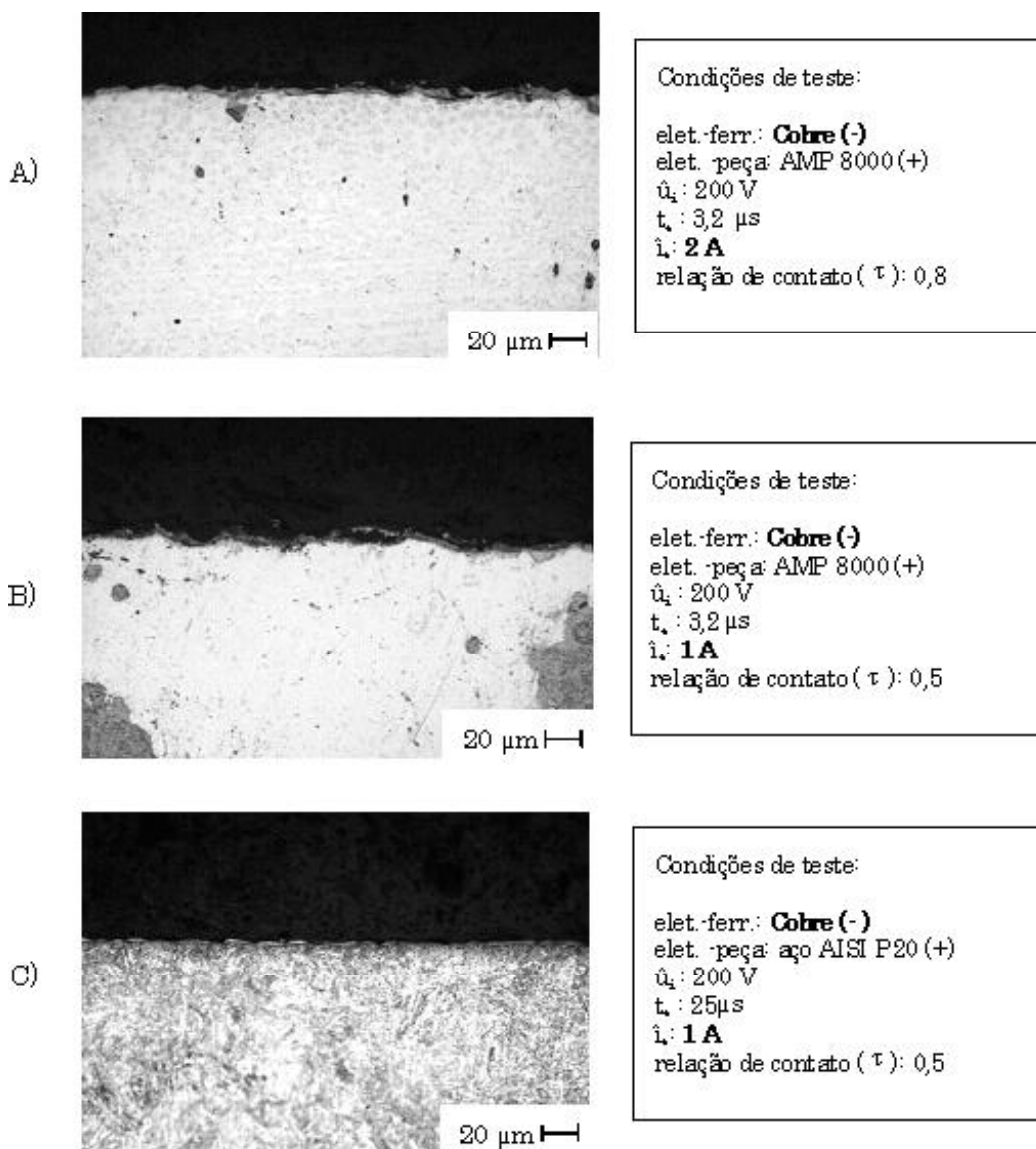 A)
Condições de teste:
elet.-ferr.: Cobre (-)
elet. -peça: AMP 8000 (+)
ûi : 200 V
te : 3,2 µs
îe: 2 A
relação de contato ( τ ): 0,8
20 µm
B)
Condições de teste:
elet.-ferr.: Cobre (-)
elet. -peça: AMP 8000 (+)
ûi : 200 V
te : 3,2 µs
îe: 1 A
relação de contato ( τ ): 0,5
20 µm
C)
Condições de teste:
elet.-ferr.: Cobre (-)
elet. -peça: aço AISI P20 (+)
ûi : 200 V
te : 25µs
îe: 1 A
relação de contato ( τ ): 0,5
20 µm